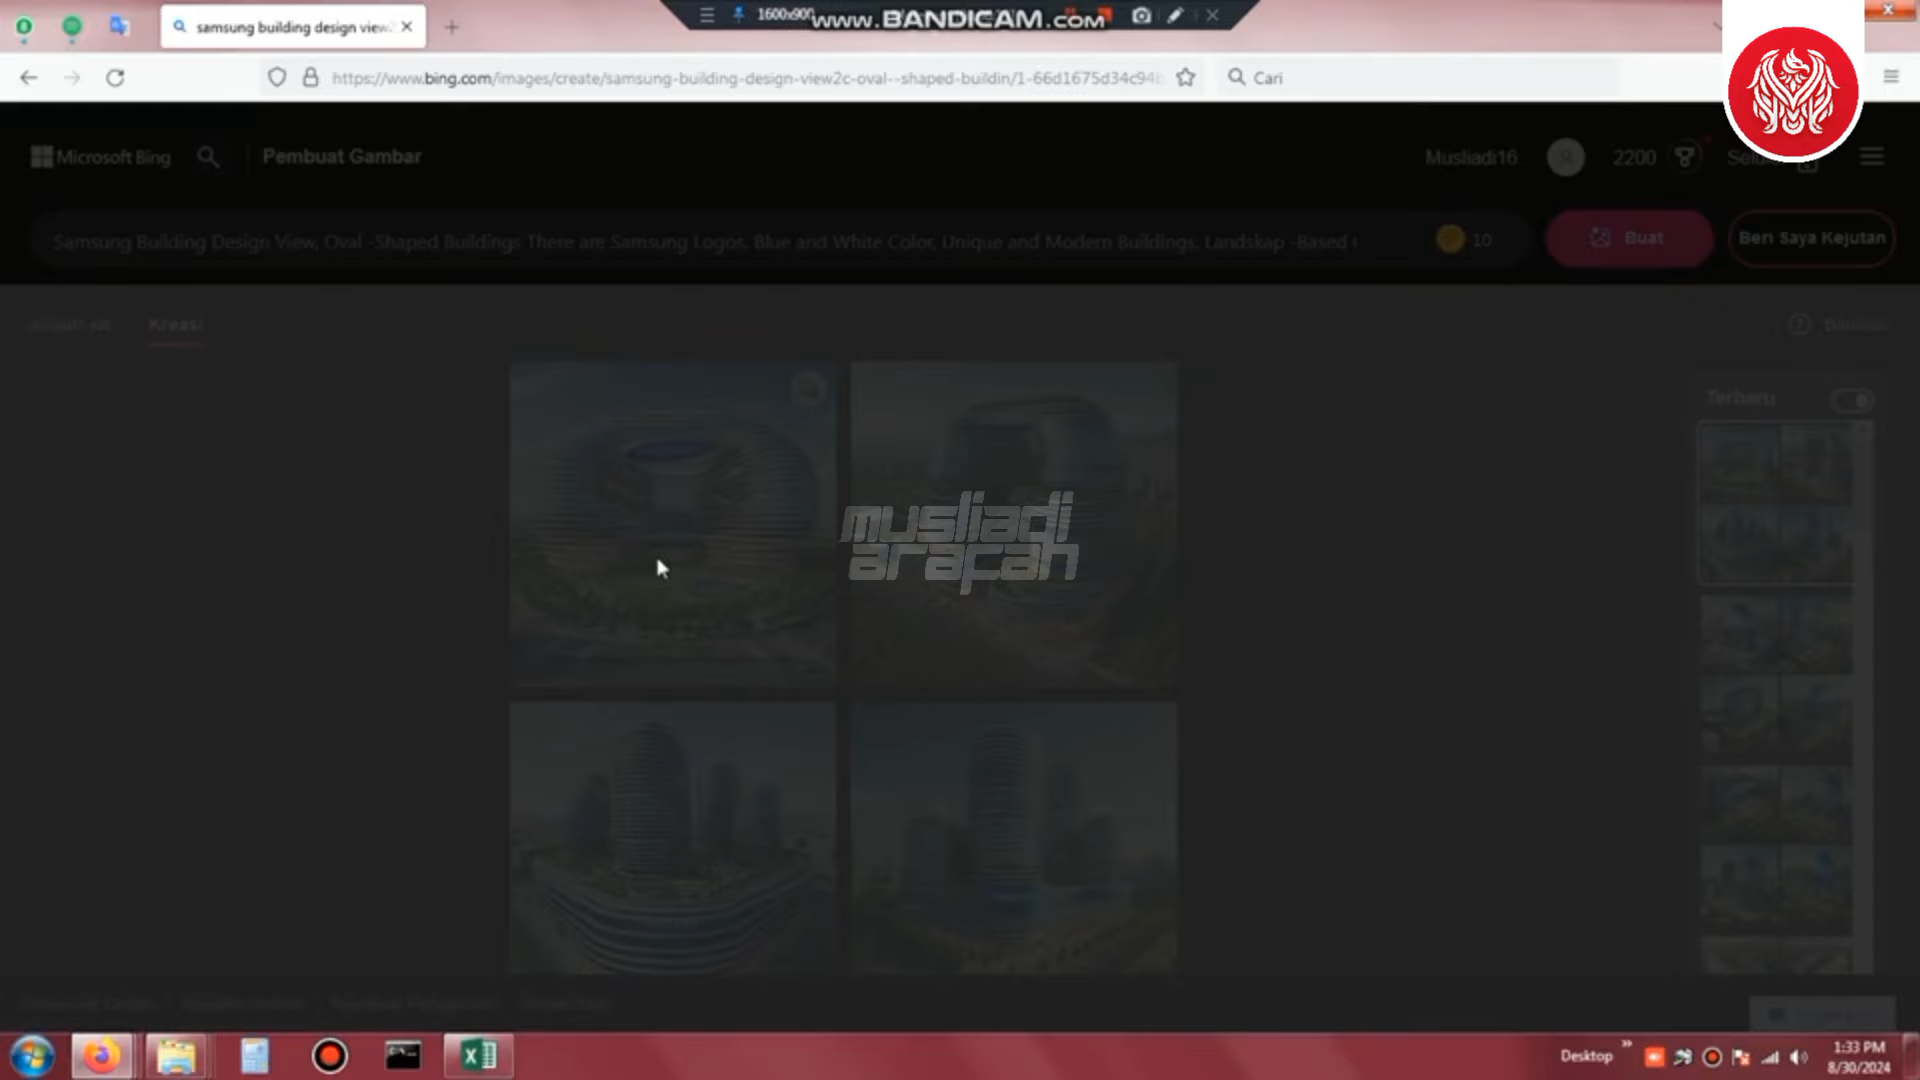 samsung building design view
1600x900
www.BANDICAM.com
https://www.bing.com/images/create/samsung-building-design-view2c-oval--shaped-buildin/1-66d1675d34c94
Cari
Microsoft Bing
Pembuat Gambar
Musliadi16
2200
Samsung Building Design View, Oval -Shaped Buildings There are Samsung Logos, Blue and White Color, Unique and Modern Buildings, Landskap -Based
10
Buat
Beri Saya Kejutan
Kreasi
Terbaru
musliadi
arafah
Desktop
1:33 PM
8/30/2024